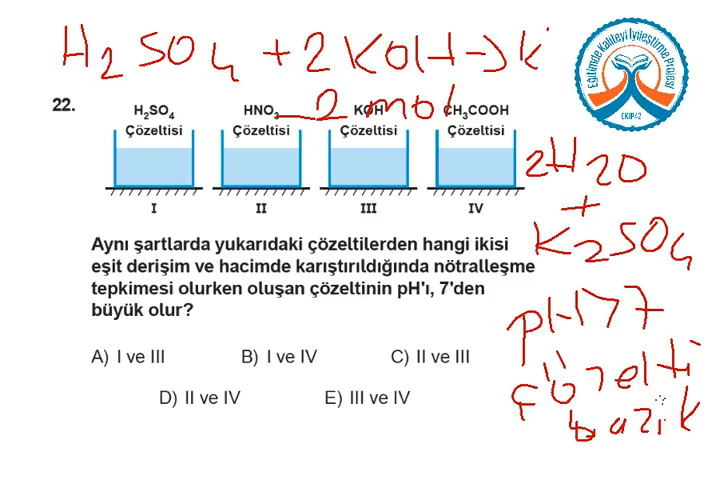 H2SO4 + 2KOH → K
2 mol
Eğitimde Kaliteyi İyileştirme Projesi
EKİP42
22.
H₂SO₄ Çözeltisi
HNO₃ Çözeltisi
KOH Çözeltisi
CH₃COOH Çözeltisi
I II III IV
2H2O
+
K2SO4
Aynı şartlarda yukarıdaki çözeltilerden hangi ikisi
eşit derişim ve hacimde karıştırıldığında nötralleşme
tepkimesi olurken oluşan çözeltinin pH'ı, 7'den
büyük olur?
pH>7
çözelti
bazik
A) I ve III B) I ve IV C) II ve III
D) II ve IV E) III ve IV